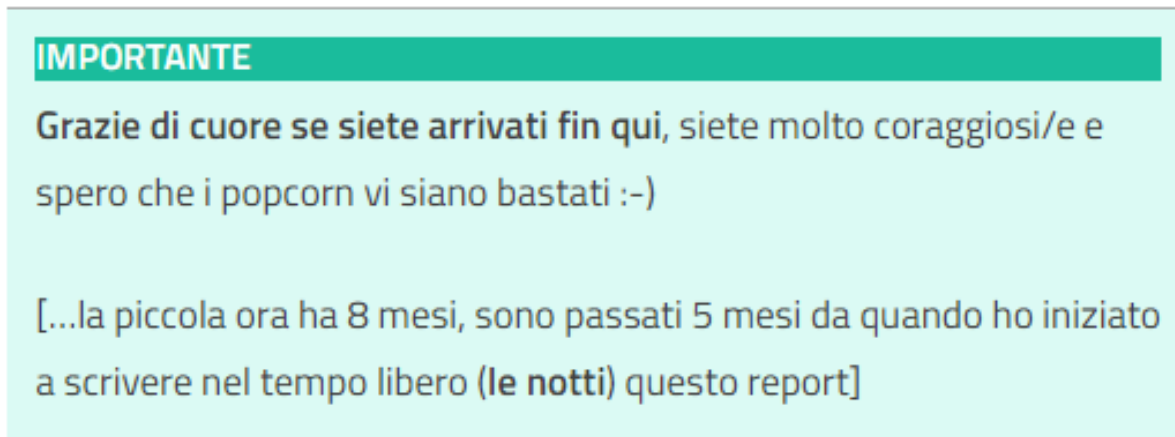 IMPORTANTE
Grazie di cuore se siete arrivati fin qui, siete molto coraggiosi/e e
spero che i popcorn vi siano bastati :-)
[...la piccola ora ha 8 mesi, sono passati 5 mesi da quando ho iniziato
a scrivere nel tempo libero (le notti) questo report]